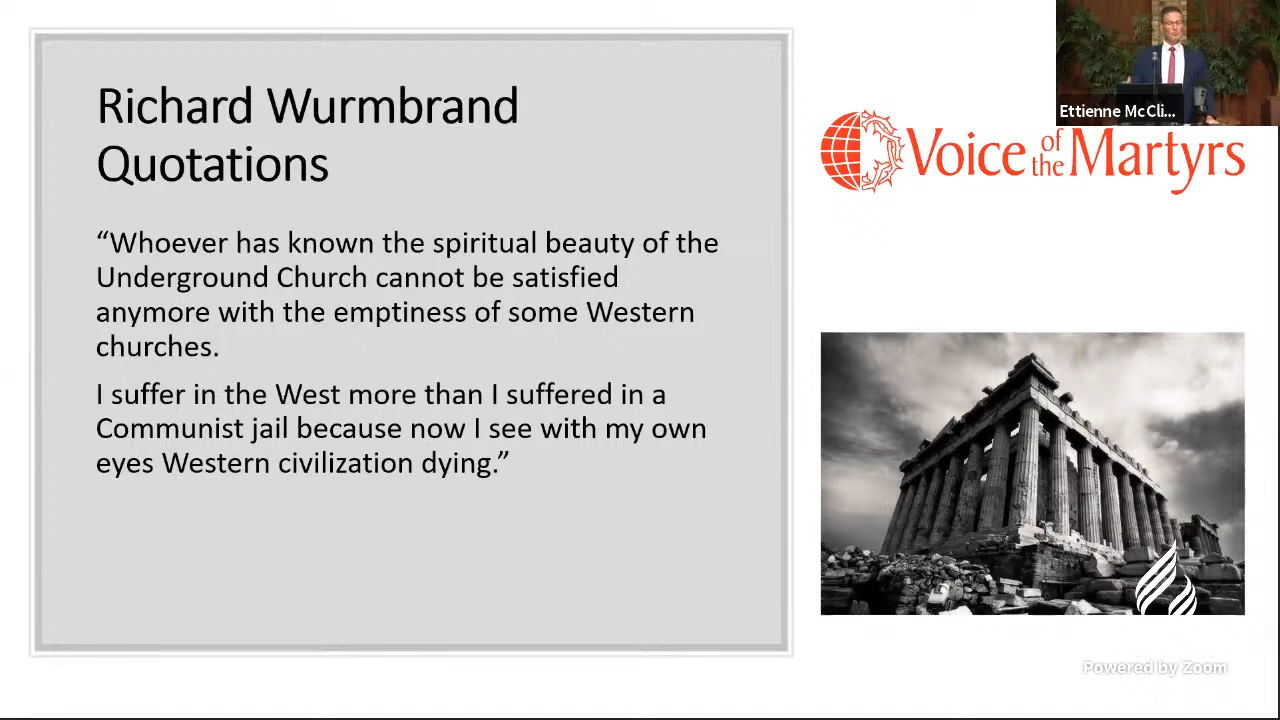 Richard Wurmbrand
Quotations
“Whoever has known the spiritual beauty of the
Underground Church cannot be satisfied
anymore with the emptiness of some Western
churches.
I suffer in the West more than I suffered in a
Communist jail because now I see with my own
eyes Western civilization dying.”
Ettienne McCli...
Voice of the Martyrs
Powered by Zoom